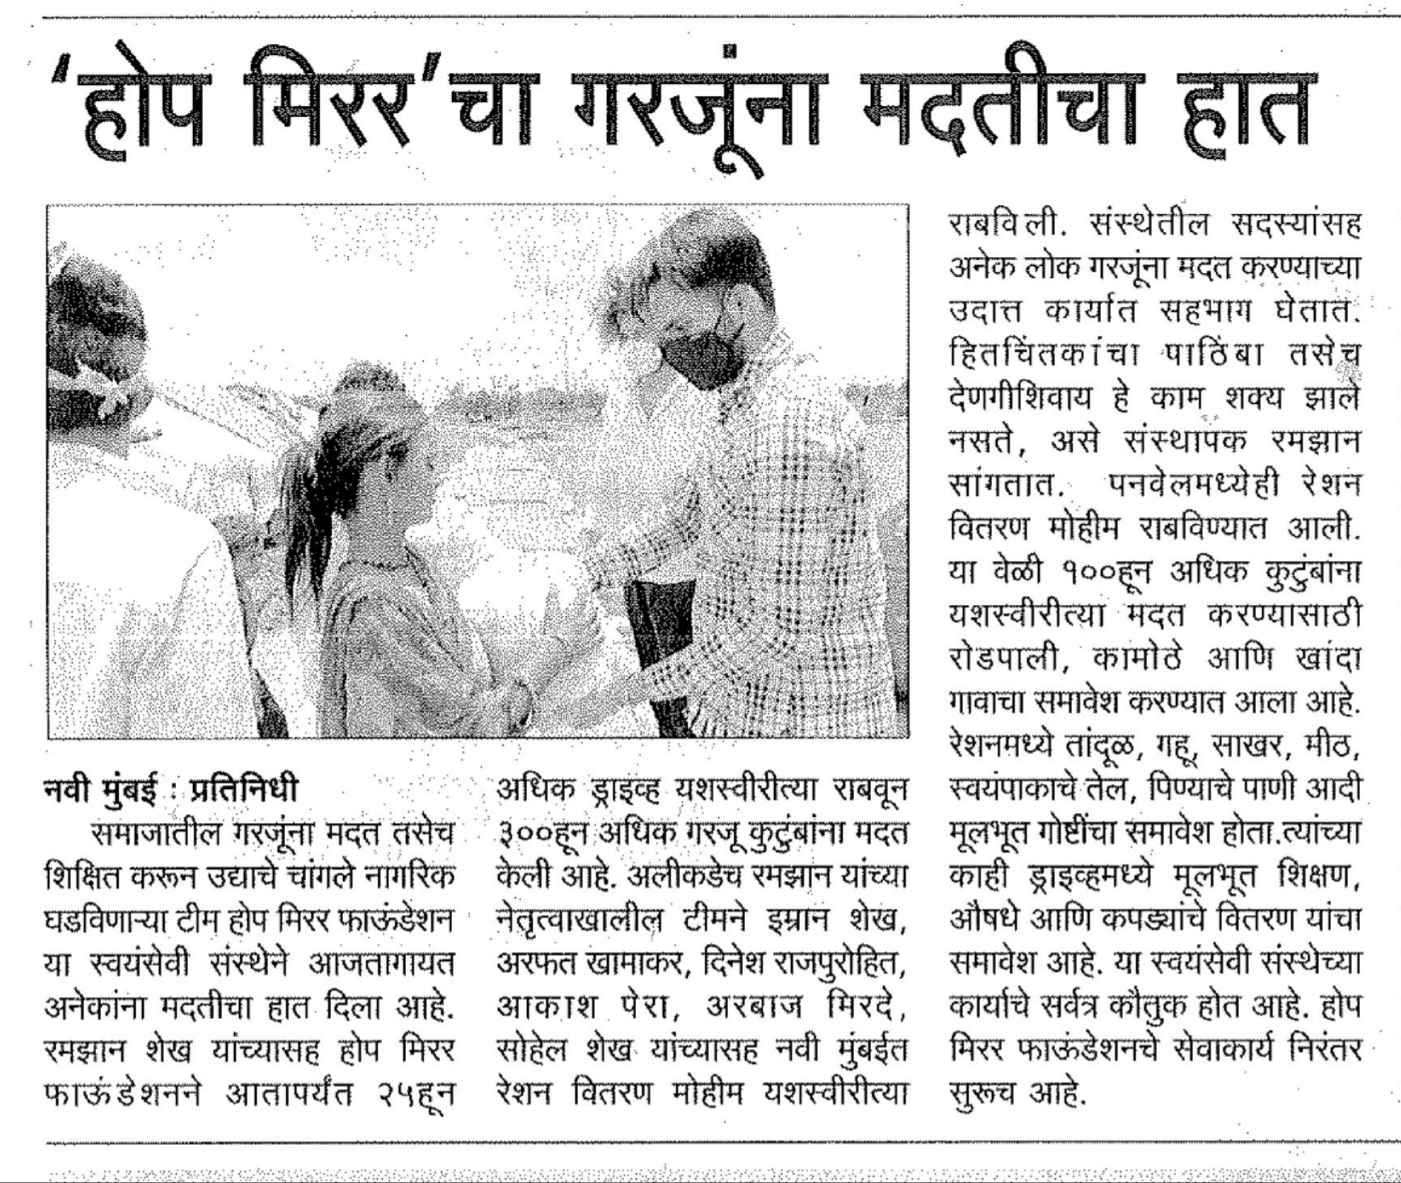 'होप मिरर'चा गरजूंना मदतीचा हात
नवी मुंबई : प्रतिनिधी
समाजातील गरजूंना मदत तसेच
शिक्षित करून उद्याचे चांगले नागरिक
घडविणाऱ्या टीम होप मिरर फाऊंडेशन
या स्वयंसेवी संस्थेने आजतागायत
अनेकांना मदतीचा हात दिला आहे.
रमझान शेख यांच्यासह होप मिरर
फाऊंडेशनने आतापर्यंत २५हून
अधिक ड्राइव्ह यशस्वीरीत्या राबवून
३००हून अधिक गरजू कुटुंबांना मदत
केली आहे. अलीकडेच रमझान यांच्या
नेतृत्वाखालील टीमने इम्रान शेख,
अरफत खामाकर, दिनेश राजपुरोहित,
आकाश पेरा, अरबाज मिरदे,
सोहेल शेख यांच्यासह नवी मुंबईत
रेशन वितरण मोहीम यशस्वीरीत्या
राबविली. संस्थेतील सदस्यांसह
अनेक लोक गरजूंना मदत करण्याच्या
उदात्त कार्यात सहभाग घेतात.
हितचिंतकांचा पाठिंबा तसेच
देणगीशिवाय हे काम शक्य झाले
नसते, असे संस्थापक रमझान
सांगतात. पनवेलमध्येही रेशन
वितरण मोहीम राबविण्यात आली.
या वेळी १००हून अधिक कुटुंबांना
यशस्वीरीत्या मदत करण्यासाठी
रोडपाली, कामोठे आणि खांदा
गावाचा समावेश करण्यात आला आहे.
रेशनमध्ये तांदूळ, गहू, साखर, मीठ,
स्वयंपाकाचे तेल, पिण्याचे पाणी आदी
मूलभूत गोष्टींचा समावेश होता.त्यांच्या
काही ड्राइव्हमध्ये मूलभूत शिक्षण,
औषधे आणि कपड्यांचे वितरण यांचा
समावेश आहे. या स्वयंसेवी संस्थेच्या
कार्याचे सर्वत्र कौतुक होत आहे. होप
मिरर फाऊंडेशनचे सेवाकार्य निरंतर
सुरूच आहे.